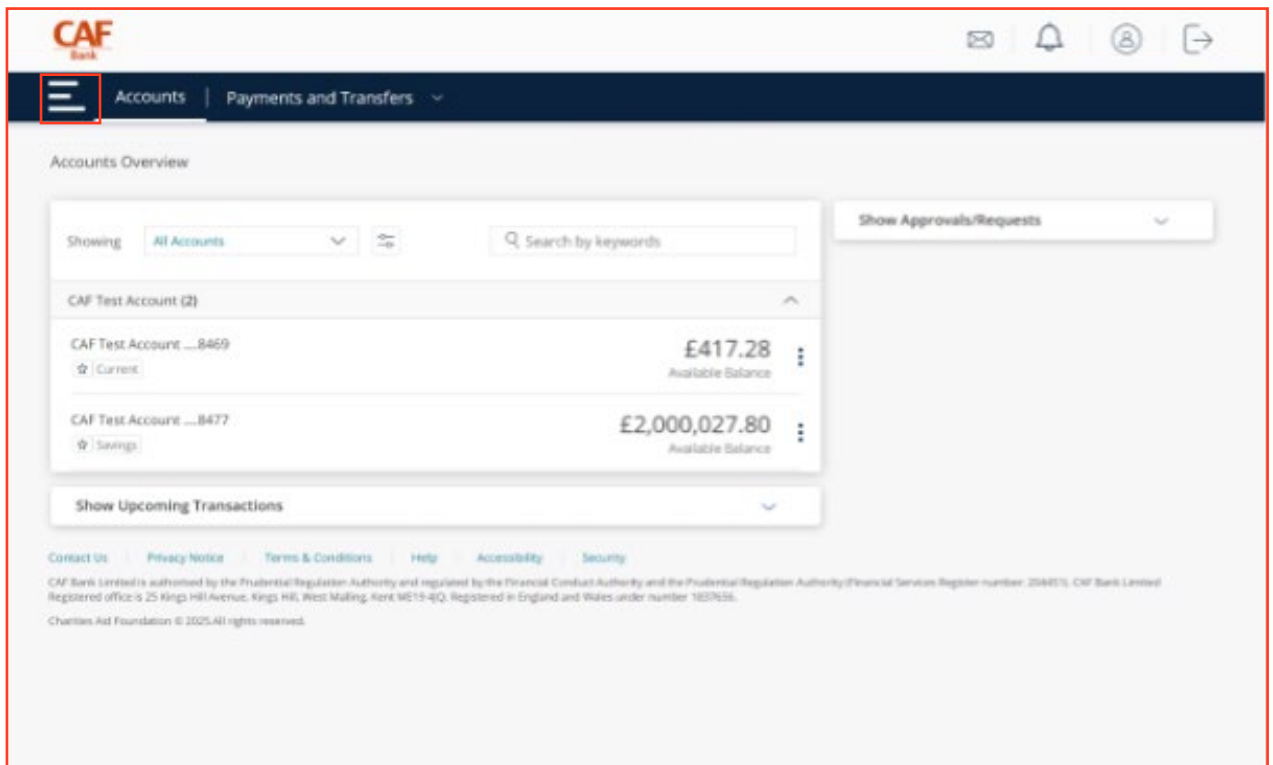 CAF
Bank
Accounts | Payments and Transfers
Accounts Overview
Showing All Accounts Search by keywords
Show Approvals/Requests
CAF Test Account (2)
CAF Test Account ....8469
£417.28
Current
Available Balance
CAF Test Account ....8477
£2,000,027.80
Savings
Available Balance
Show Upcoming Transactions
Contact Us Privacy Notice Terms & Conditions Help Accessibility Security
CAF Bank Limited is authorised by the Prudential Regulation Authority and regulated by the Financial Conduct Authority and the Prudential Regulation Authority (Financial Services Register number: 204451). CAF Bank Limited
Registered office is 25 Kings Hill Avenue, Kings Hill, West Malling, Kent ME19 4JQ. Registered in England and Wales under number 1837656.
Charities Aid Foundation © 2025.All rights reserved.